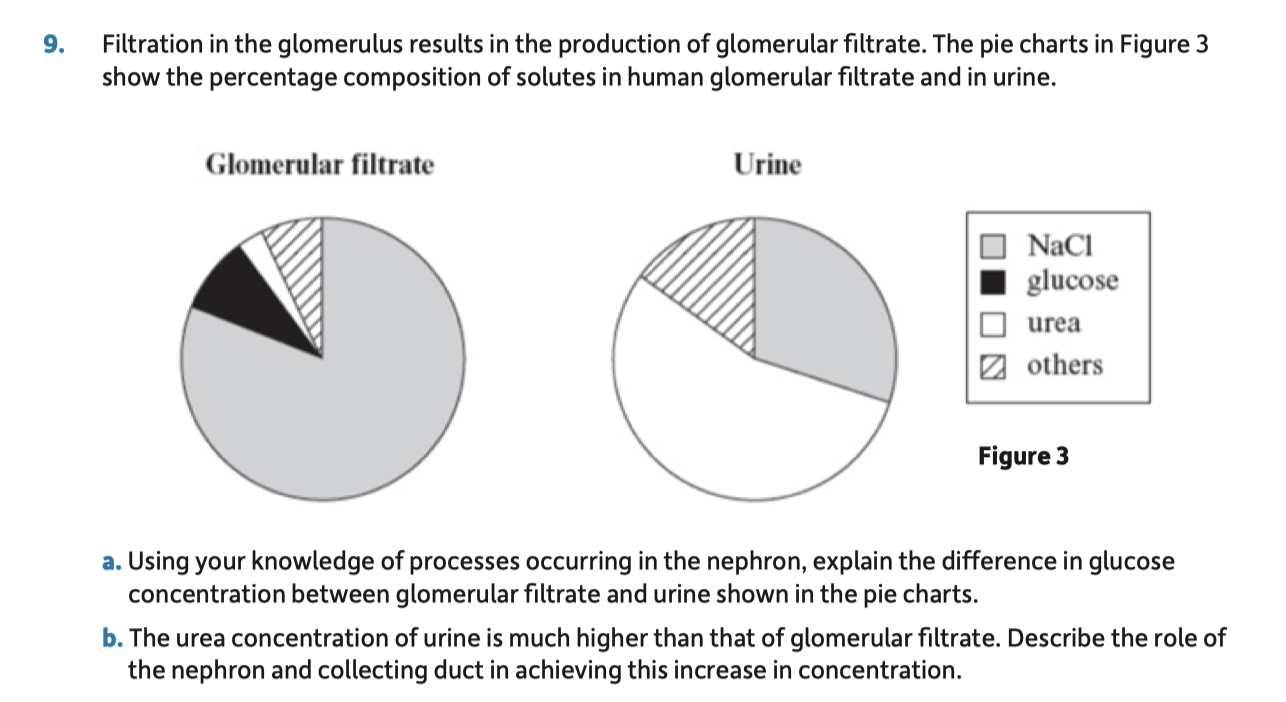 9. Filtration in the glomerulus results in the production of glomerular filtrate. The pie charts in Figure 3
show the percentage composition of solutes in human glomerular filtrate and in urine.
Glomerular filtrate
Urine
NaCl
glucose
urea
others
Figure 3
a. Using your knowledge of processes occurring in the nephron, explain the difference in glucose
concentration between glomerular filtrate and urine shown in the pie charts.
b. The urea concentration of urine is much higher than that of glomerular filtrate. Describe the role of
the nephron and collecting duct in achieving this increase in concentration.